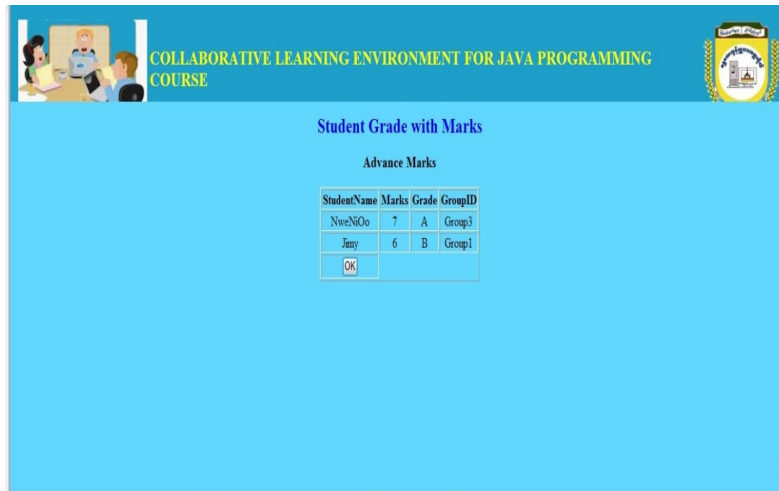 COLLABORATIVE LEARNING ENVIRONMENT FOR JAVA PROGRAMMING
COURSE
Student Grade with Marks
Advance Marks
StudentName Marks Grade GroupID
NweNiOo 7 A Group3
Jimy 6 B Group1
OK